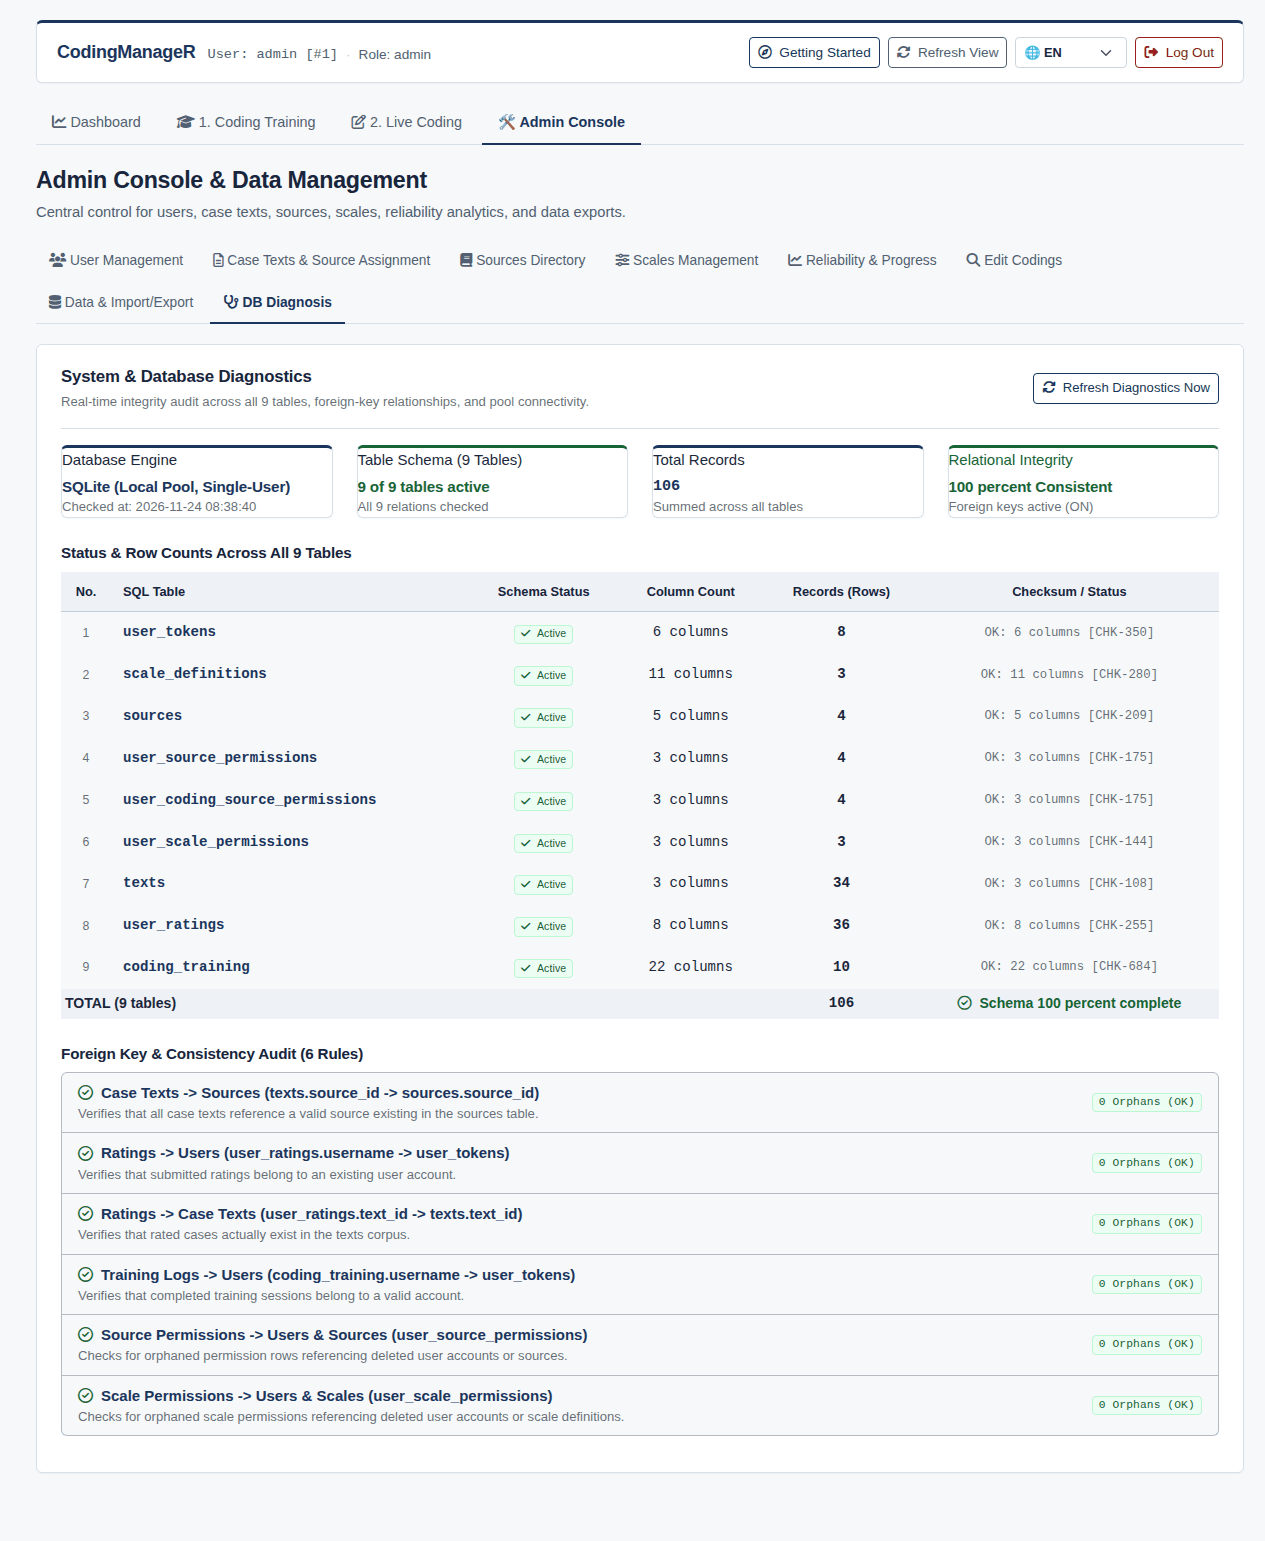 CodingManageR User: admin [#1] · Role: admin Getting Started Refresh View 🌐 EN Log Out
Dashboard 1. Coding Training 2. Live Coding 🛠️ Admin Console
Admin Console & Data Management
Central control for users, case texts, sources, scales, reliability analytics, and data exports.
User Management Case Texts & Source Assignment Sources Directory Scales Management Reliability & Progress Edit Codings
Data & Import/Export DB Diagnosis
System & Database Diagnostics
Refresh Diagnostics Now
Real-time integrity audit across all 9 tables, foreign-key relationships, and pool connectivity.
Database Engine Table Schema (9 Tables) Total Records Relational Integrity
SQLite (Local Pool, Single-User) 9 of 9 tables active 106 100 percent Consistent
Checked at: 2026-11-24 08:38:40 All 9 relations checked Summed across all tables Foreign keys active (ON)
Status & Row Counts Across All 9 Tables
No. SQL Table Schema Status Column Count Records (Rows) Checksum / Status
1 user_tokens Active 6 columns 8 OK: 6 columns [CHK-350]
2 scale_definitions Active 11 columns 3 OK: 11 columns [CHK-280]
3 sources Active 5 columns 4 OK: 5 columns [CHK-209]
4 user_source_permissions Active 3 columns 4 OK: 3 columns [CHK-175]
5 user_coding_source_permissions Active 3 columns 4 OK: 3 columns [CHK-175]
6 user_scale_permissions Active 3 columns 3 OK: 3 columns [CHK-144]
7 texts Active 3 columns 34 OK: 3 columns [CHK-108]
8 user_ratings Active 8 columns 36 OK: 8 columns [CHK-255]
9 coding_training Active 22 columns 10 OK: 22 columns [CHK-684]
TOTAL (9 tables) 106 Schema 100 percent complete
Foreign Key & Consistency Audit (6 Rules)
Case Texts -> Sources (texts.source_id -> sources.source_id)
0 Orphans (OK)
Verifies that all case texts reference a valid source existing in the sources table.
Ratings -> Users (user_ratings.username -> user_tokens)
0 Orphans (OK)
Verifies that submitted ratings belong to an existing user account.
Ratings -> Case Texts (user_ratings.text_id -> texts.text_id)
0 Orphans (OK)
Verifies that rated cases actually exist in the texts corpus.
Training Logs -> Users (coding_training.username -> user_tokens)
0 Orphans (OK)
Verifies that completed training sessions belong to a valid account.
Source Permissions -> Users & Sources (user_source_permissions)
0 Orphans (OK)
Checks for orphaned permission rows referencing deleted user accounts or sources.
Scale Permissions -> Users & Scales (user_scale_permissions)
0 Orphans (OK)
Checks for orphaned scale permissions referencing deleted user accounts or scale definitions.